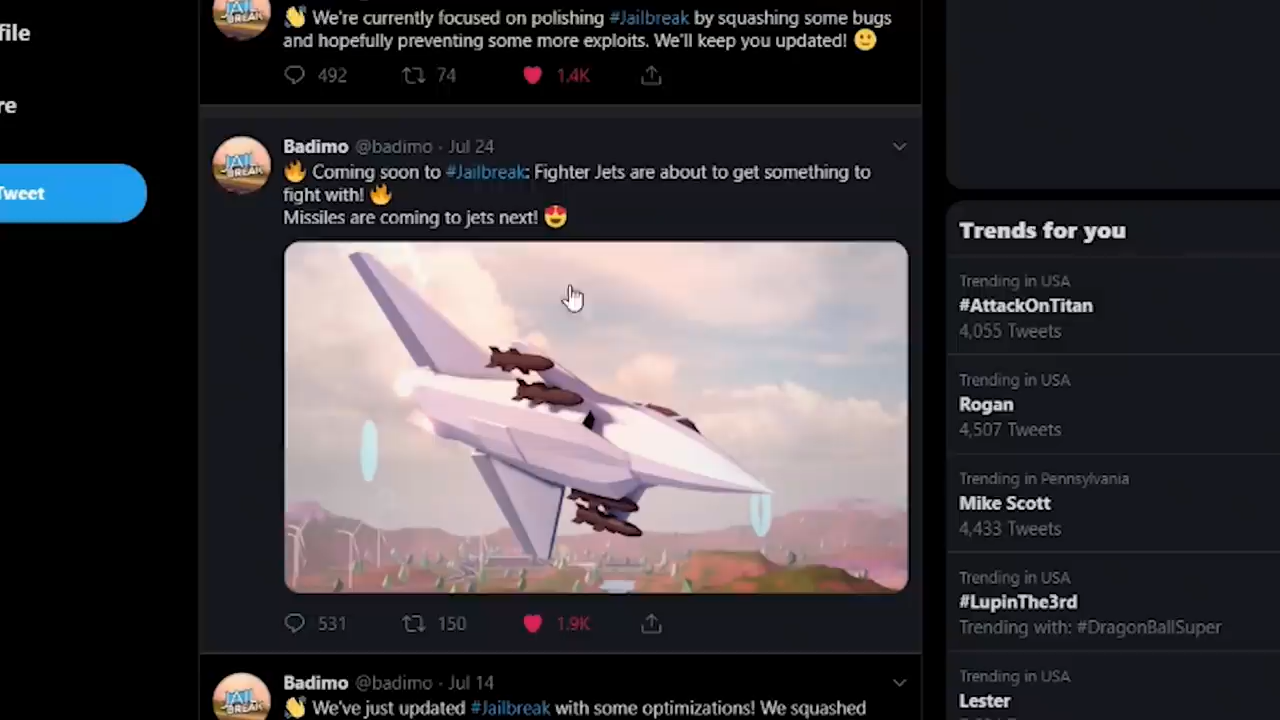 file
👋 We're currently focused on polishing #Jailbreak by squashing some bugs
and hopefully preventing some more exploits. We'll keep you updated! 🙂
492 74 1.4K
re
Tweet
JAIL
BREAK
Badimo @badimo · Jul 24
🔥 Coming soon to #Jailbreak: Fighter Jets are about to get something to
fight with! 🔥
Missiles are coming to jets next! 😍
531 150 1.9K
JAIL
BREAK
Badimo @badimo · Jul 14
👋 We've just updated #Jailbreak with some optimizations! We squashed
Trends for you
Trending in USA
#AttackOnTitan
4,055 Tweets
Trending in USA
Rogan
4,507 Tweets
Trending in Pennsylvania
Mike Scott
4,433 Tweets
Trending in USA
#LupinThe3rd
Trending with: #DragonBallSuper
Trending in USA
Lester